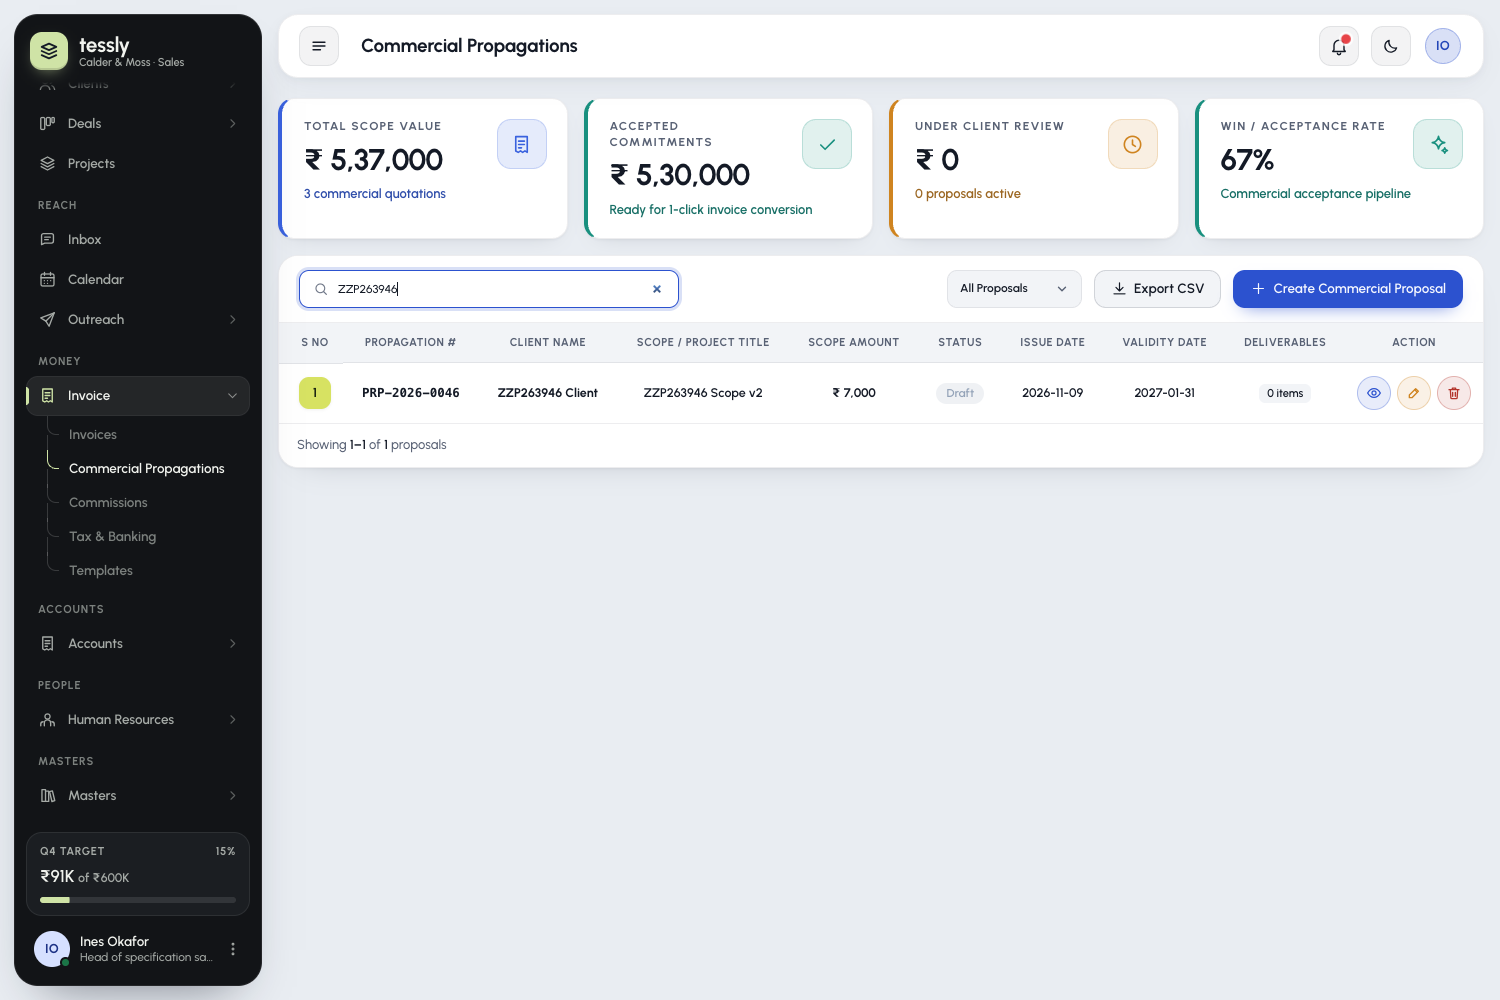 tessly
Calder & Moss · Sales
Clients
Deals
Projects
REACH
Inbox
Calendar
Outreach
MONEY
Invoice
Invoices
Commercial Propagations
Commissions
Tax & Banking
Templates
ACCOUNTS
Accounts
PEOPLE
Human Resources
MASTERS
Masters
Q4 TARGET 15%
₹91K of ₹600K
IO
Ines Okafor
Head of specification sa...
Commercial Propagations
IO
TOTAL SCOPE VALUE
₹ 5,37,000
3 commercial quotations
ACCEPTED
COMMITMENTS
₹ 5,30,000
Ready for 1-click invoice conversion
UNDER CLIENT REVIEW
₹ 0
0 proposals active
WIN / ACCEPTANCE RATE
67%
Commercial acceptance pipeline
ZZP263946
All Proposals
Export CSV
Create Commercial Proposal
S NO PROPAGATION # CLIENT NAME SCOPE / PROJECT TITLE SCOPE AMOUNT STATUS ISSUE DATE VALIDITY DATE DELIVERABLES ACTION
1 PRP-2026-0046 ZZP263946 Client ZZP263946 Scope v2 ₹ 7,000 Draft 2026-11-09 2027-01-31 0 items
Showing 1–1 of 1 proposals